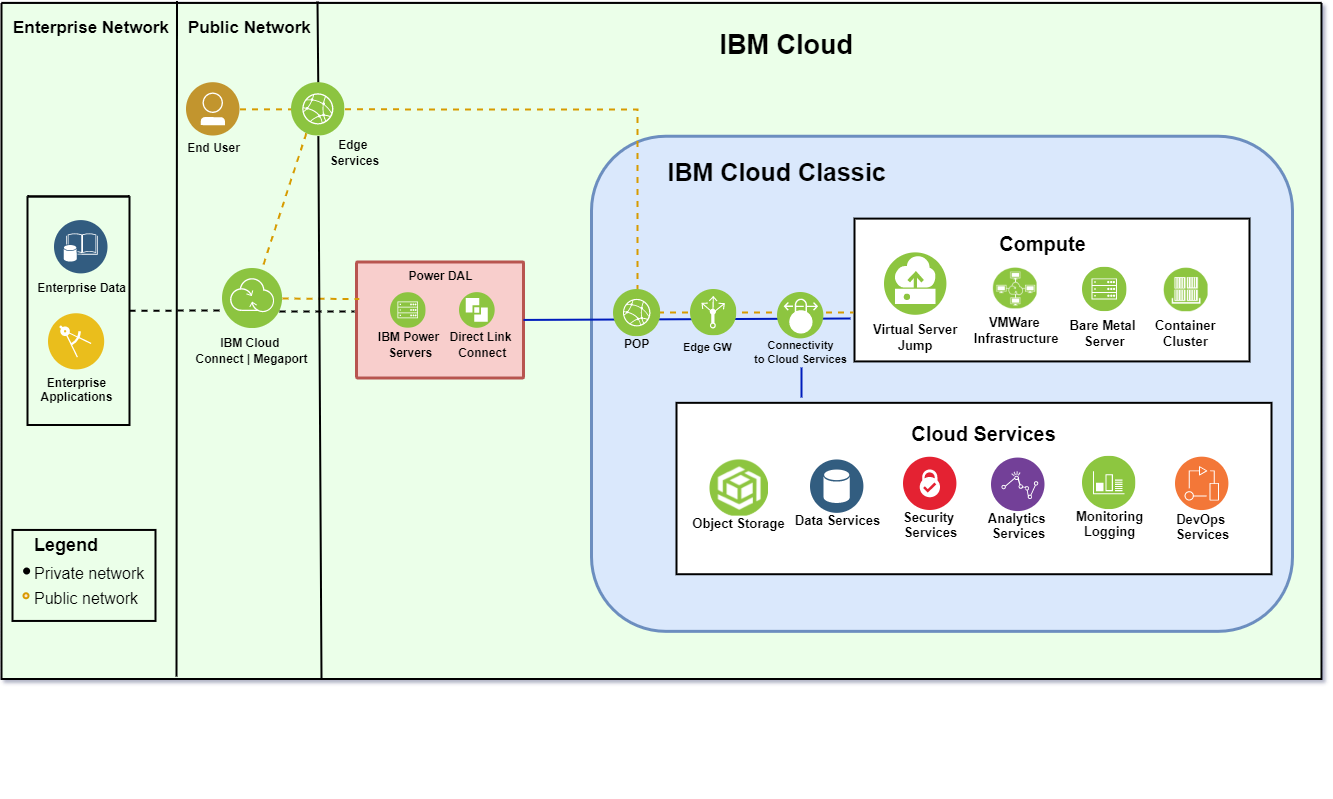 Enterprise Network
Public Network
IBM Cloud
End User
Edge
Services
IBM Cloud Classic
Enterprise Data
Enterprise
Applications
IBM Cloud
Connect | Megaport
Power DAL
IBM Power
Servers
Direct Link
Connect
POP
Edge GW
Connectivity
to Cloud Services
Compute
Virtual Server
Jump
VMWare
Infrastructure
Bare Metal
Server
Container
Cluster
Cloud Services
Object Storage
Data Services
Security
Services
Analytics
Services
Monitoring
Logging
DevOps
Services
Legend
Private network
Public network